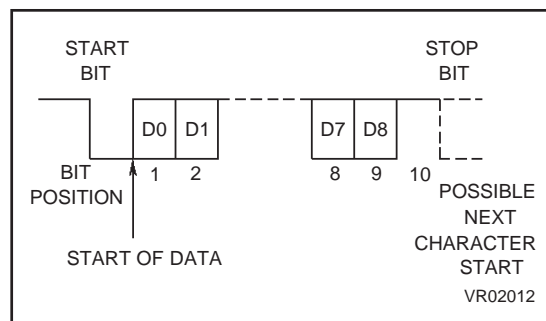 START
BIT
STOP
BIT
D0 D1 D7 D8
BIT
POSITION
1 2 8 9 10
POSSIBLE
NEXT
CHARACTER
START
START OF DATA
VR02012